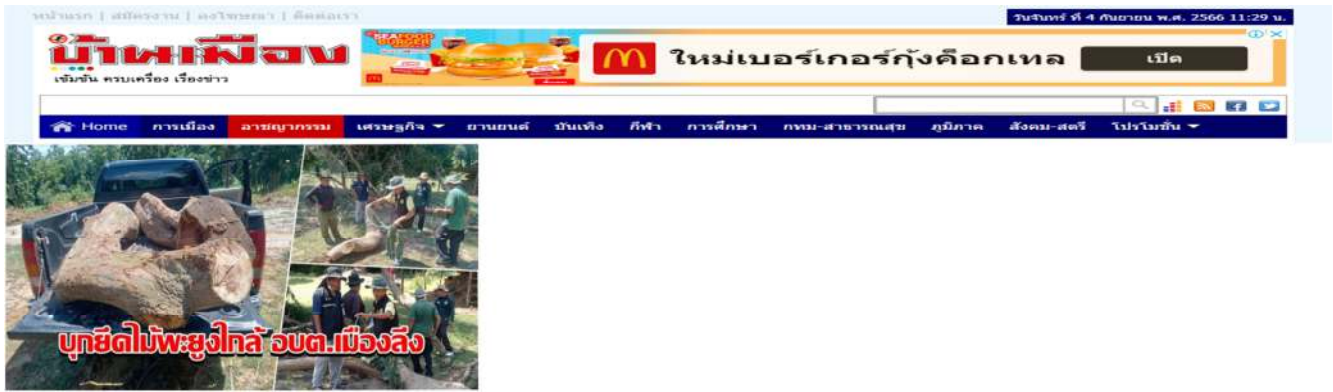 หน้าแรก | สมัครงาน | ลงโฆษณา | ติดต่อเรา
วันจันทร์ ที่ 4 กันยายน พ.ศ. 2566 11:29 น.
บ้านเมือง
เข้มข้น ครบเครื่อง เรื่องข่าว
SEAFOOD
BURGER
ใหม่เบอร์เกอร์กุ้งค็อกเทล
เปิด
Home การเมือง อาชญากรรม เศรษฐกิจ ยานยนต์ บันเทิง กีฬา การศึกษา กทม-สาธารณสุข ภูมิภาค สังคม-สตรี โปรโมชั่น
บุกยึดไม้พะยูงใกล้ อบต.เมืองลีง